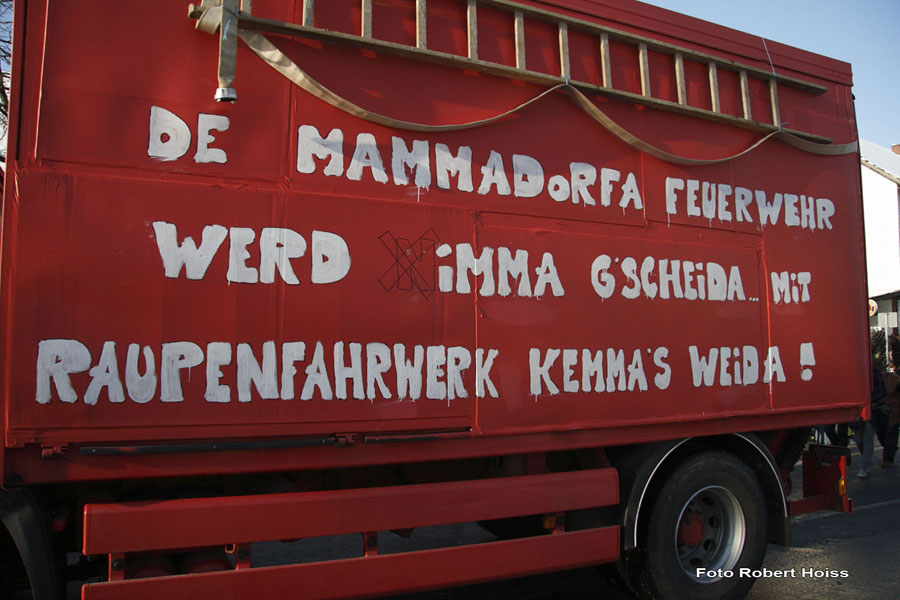 DE MAMMADORFA FEUERWEHR
WERD IMMA G'SCHEIDA... MIT
RAUPENFAHRWERK KEMMA'S WEIDA!
Foto Robert Hoiss